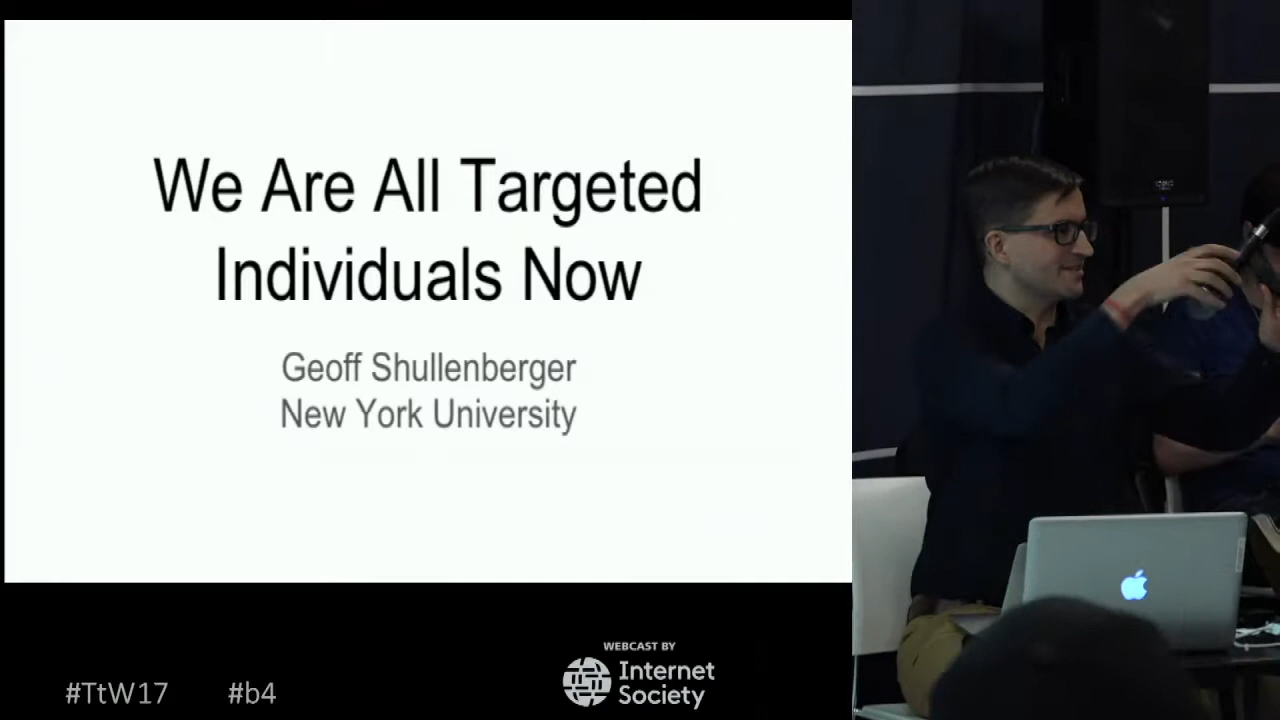 We Are All Targeted
Individuals Now
Geoff Shullenberger
New York University
#TtW17
#b4
WEBCAST BY
Internet
Society